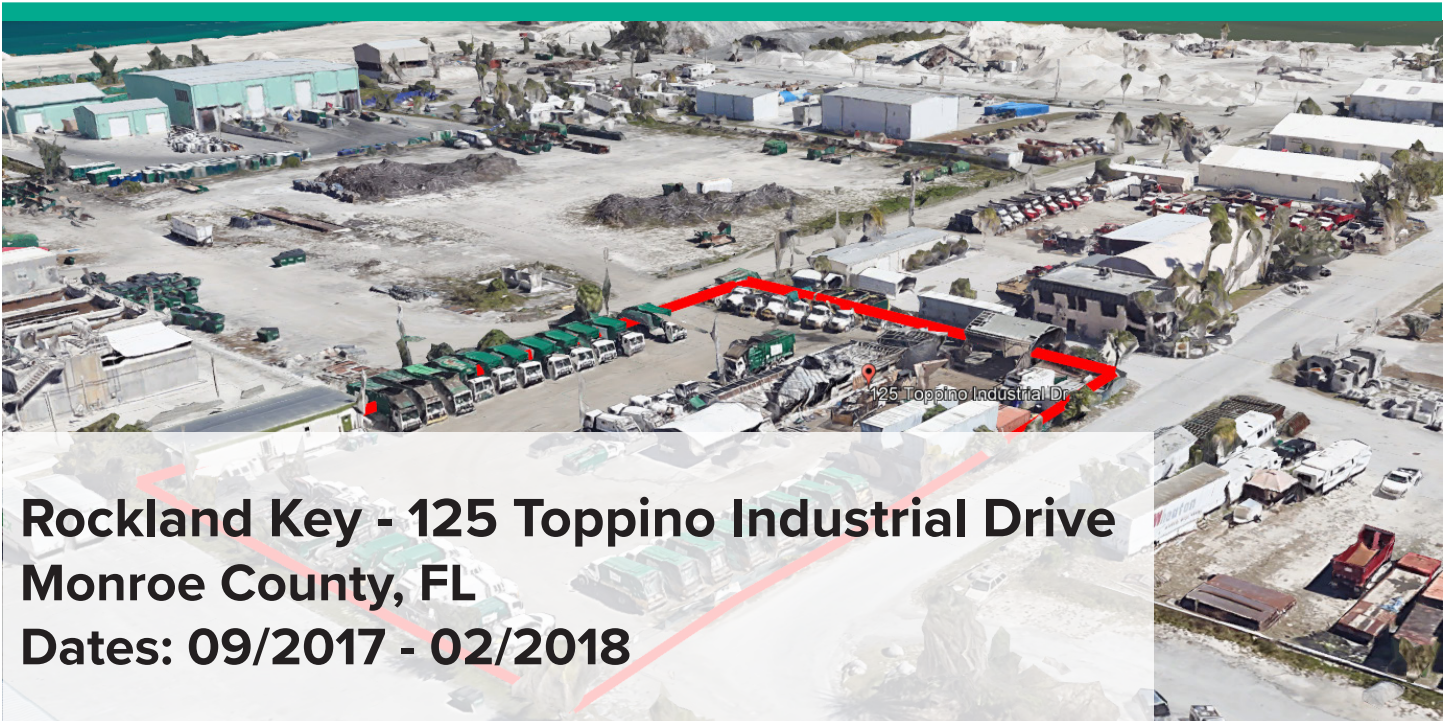 125 Toppino Industrial Dr
Rockland Key - 125 Toppino Industrial Drive
Monroe County, FL
Dates: 09/2017 - 02/2018